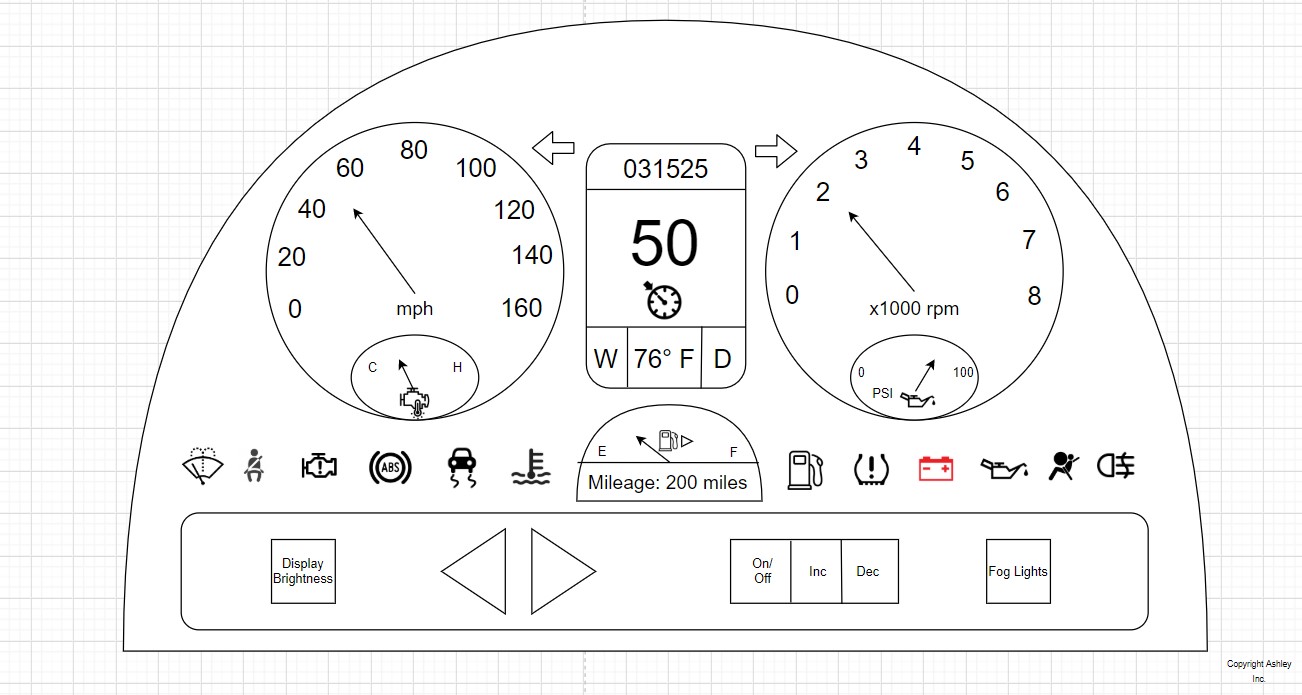 80
60
100
40
120
20
140
0
160
mph
C
H
031525
50
W
76° F
D
4
3
5
2
6
1
7
0
8
x1000 rpm
0
100
PSI
ABS
E
F
Mileage: 200 miles
Display
Brightness
On/
Off
Inc
Dec
Fog Lights
Copyright Ashley
Inc.